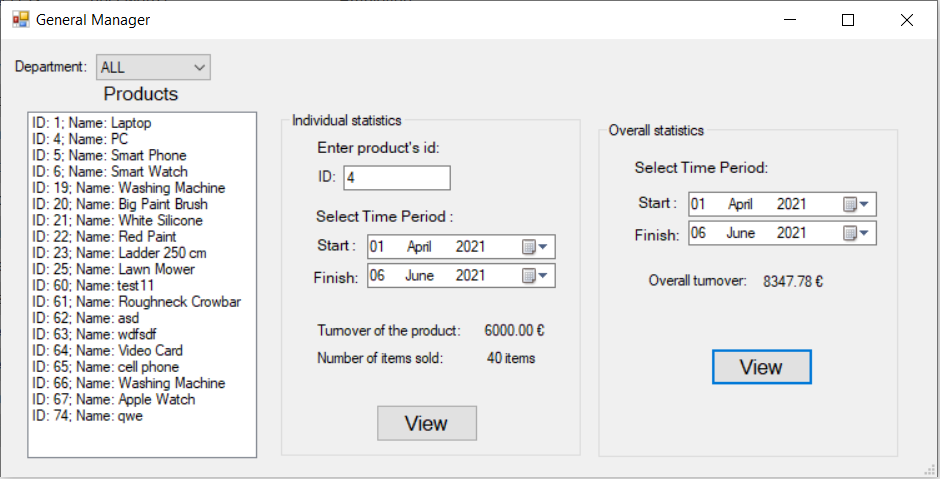 General Manager
Department: ALL
Products
ID: 1; Name: Laptop
ID: 4; Name: PC
ID: 5; Name: Smart Phone
ID: 6; Name: Smart Watch
ID: 19; Name: Washing Machine
ID: 20; Name: Big Paint Brush
ID: 21; Name: White Silicone
ID: 22; Name: Red Paint
ID: 23; Name: Ladder 250 cm
ID: 25; Name: Lawn Mower
ID: 60; Name: test11
ID: 61; Name: Roughneck Crowbar
ID: 62; Name: asd
ID: 63; Name: wdfsdf
ID: 64; Name: Video Card
ID: 65; Name: cell phone
ID: 66; Name: Washing Machine
ID: 67; Name: Apple Watch
ID: 74; Name: qwe
Individual statistics
Enter product's id:
ID: 4
Select Time Period :
Start : 01 April 2021
Finish: 06 June 2021
Turnover of the product: 6000.00 €
Number of items sold: 40 items
View
Overall statistics
Select Time Period:
Start : 01 April 2021
Finish: 06 June 2021
Overall turnover: 8347.78 €
View